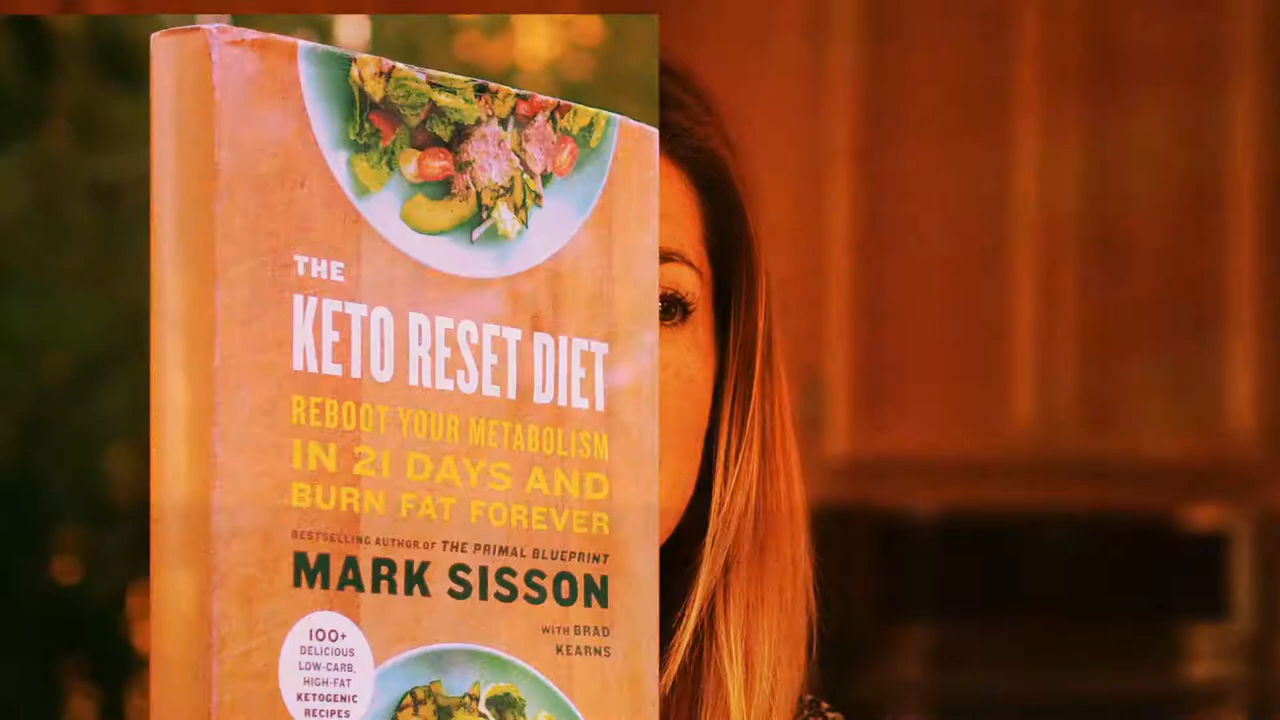 THE
KETO RESET DIET
REBOOT YOUR METABOLISM
IN 21 DAYS AND
BURN FAT FOREVER
BESTSELLING AUTHOR OF THE PRIMAL BLUEPRINT
MARK SISSON
WITH BRAD
KEARNS
100+
DELICIOUS
LOW-CARB,
HIGH-FAT
KETOGENIC
RECIPES